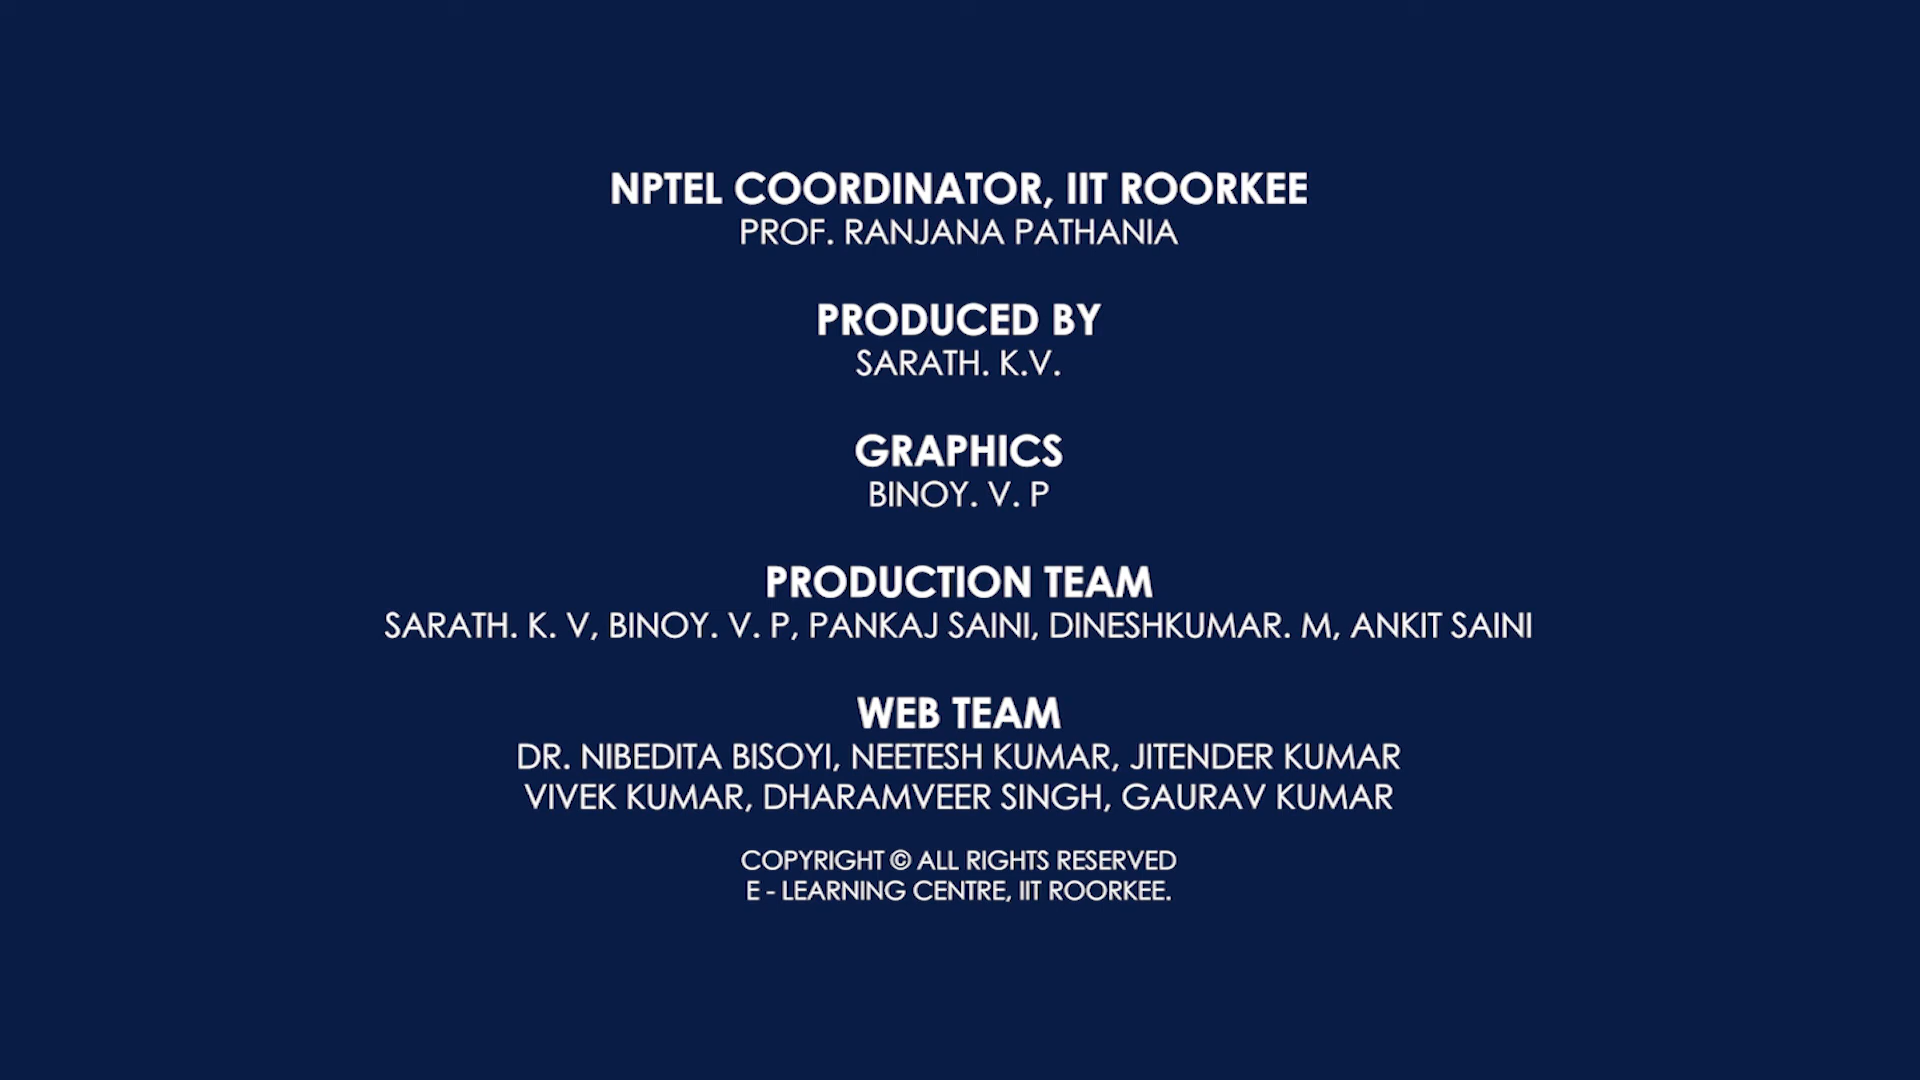 NPTEL COORDINATOR, IIT ROORKEE
PROF. RANJANA PATHANIA
PRODUCED BY
SARATH. K.V.
GRAPHICS
BINOY. V. P
PRODUCTION TEAM
SARATH. K. V, BINOY. V. P, PANKAJ SAINI, DINESHKUMAR. M, ANKIT SAINI
WEB TEAM
DR. NIBEDITA BISOYI, NEETESH KUMAR, JITENDER KUMAR
VIVEK KUMAR, DHARAMVEER SINGH, GAURAV KUMAR
COPYRIGHT © ALL RIGHTS RESERVED
E - LEARNING CENTRE, IIT ROORKEE.